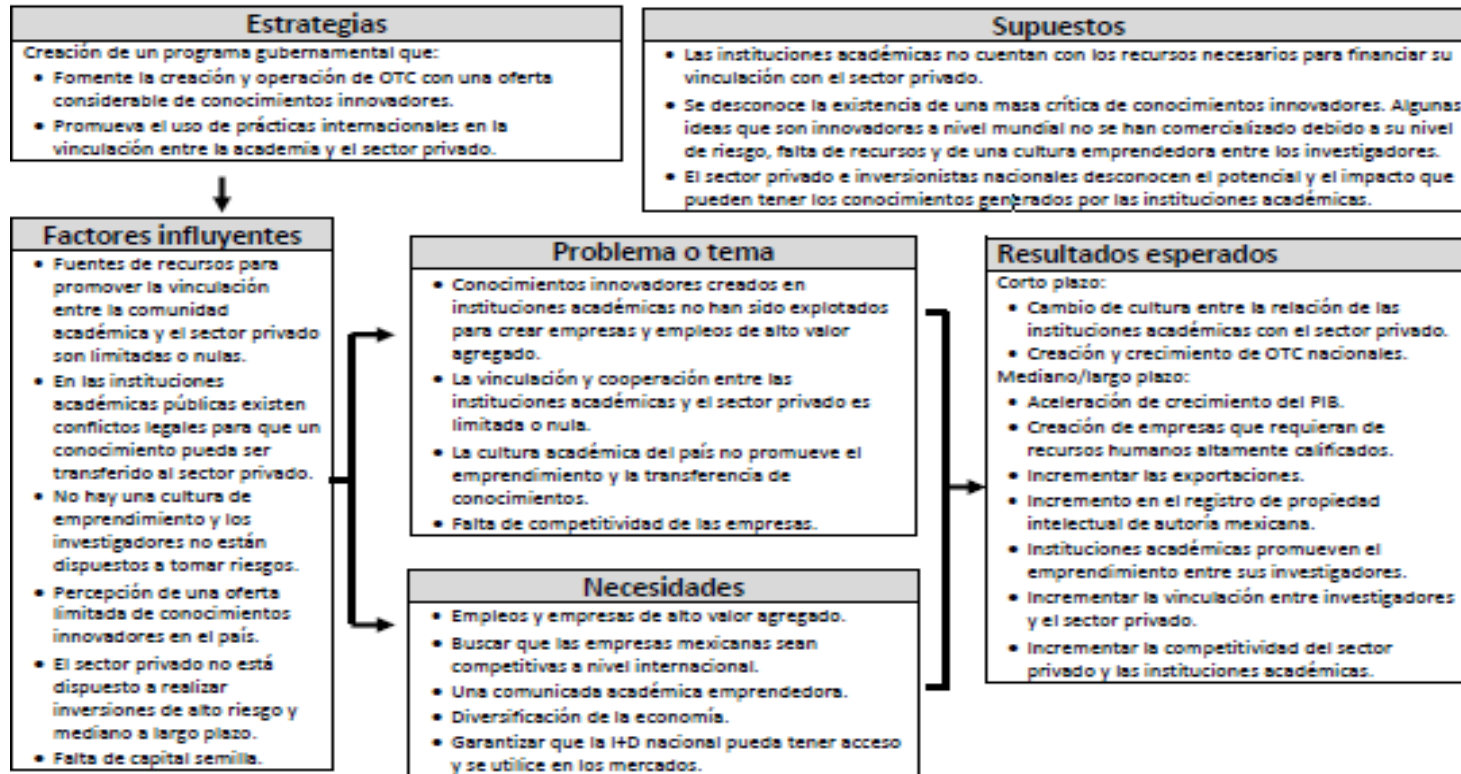 Estrategias
Creación de un programa gubernamental que:
• Fomente la creación y operación de OTC con una oferta
considerable de conocimientos innovadores.
• Promueva el uso de prácticas internacionales en la
vinculación entre la academia y el sector privado.
Supuestos
• Las instituciones académicas no cuentan con los recursos necesarios para financiar su
vinculación con el sector privado.
• Se desconoce la existencia de una masa crítica de conocimientos innovadores. Algunas
ideas que son innovadoras a nivel mundial no se han comercializado debido a su nivel
de riesgo, falta de recursos y de una cultura emprendedora entre los investigadores.
• El sector privado e inversionistas nacionales desconocen el potencial y el impacto que
pueden tener los conocimientos generados por las instituciones académicas.
Factores influyentes
• Fuentes de recursos para
promover la vinculación
entre la comunidad
académica y el sector privado
son limitadas o nulas.
• En las instituciones
académicas públicas existen
conflictos legales para que un
conocimiento pueda ser
transferido al sector privado.
• No hay una cultura de
emprendimiento y los
investigadores no están
dispuestos a tomar riesgos.
• Percepción de una oferta
limitada de conocimientos
innovadores en el país.
• El sector privado no está
dispuesto a realizar
inversiones de alto riesgo y
mediano a largo plazo.
• Falta de capital semilla.
Problema o tema
• Conocimientos innovadores creados en
instituciones académicas no han sido explotados
para crear empresas y empleos de alto valor
agregado.
• La vinculación y cooperación entre las
instituciones académicas y el sector privado es
limitada o nula.
• La cultura académica del país no promueve el
emprendimiento y la transferencia de
conocimientos.
• Falta de competitividad de las empresas.
Necesidades
• Empleos y empresas de alto valor agregado.
• Buscar que las empresas mexicanas sean
competitivas a nivel internacional.
• Una comunicada académica emprendedora.
• Diversificación de la economía.
• Garantizar que la I+D nacional pueda tener acceso
y se utilice en los mercados.
Resultados esperados
Corto plazo:
• Cambio de cultura entre la relación de las
instituciones académicas con el sector privado.
• Creación y crecimiento de OTC nacionales.
Mediano/largo plazo:
• Aceleración de crecimiento del PIB.
• Creación de empresas que requieran de
recursos humanos altamente calificados.
• Incrementar las exportaciones.
• Incremento en el registro de propiedad
intelectual de autoría mexicana.
• Instituciones académicas promueven el
emprendimiento entre sus investigadores.
• Incrementar la vinculación entre investigadores
y el sector privado.
• Incrementar la competitividad del sector
privado y las instituciones académicas.